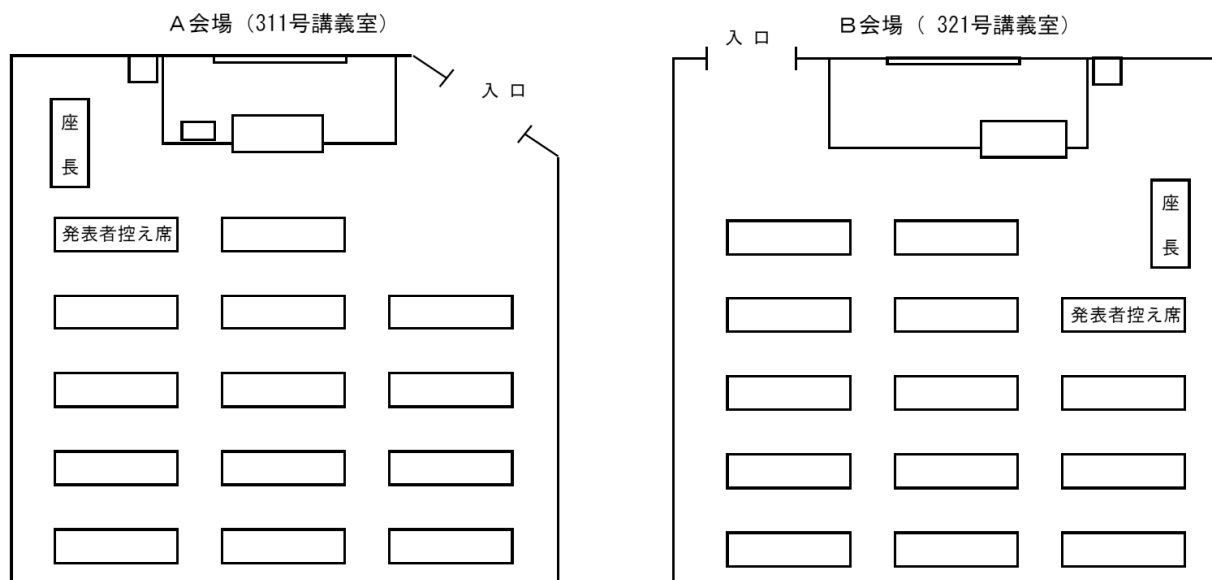 A会場（311号講義室）
入 口
座
長
発表者控え席
B会場（ 321号講義室）
入 口
座
長
発表者控え席